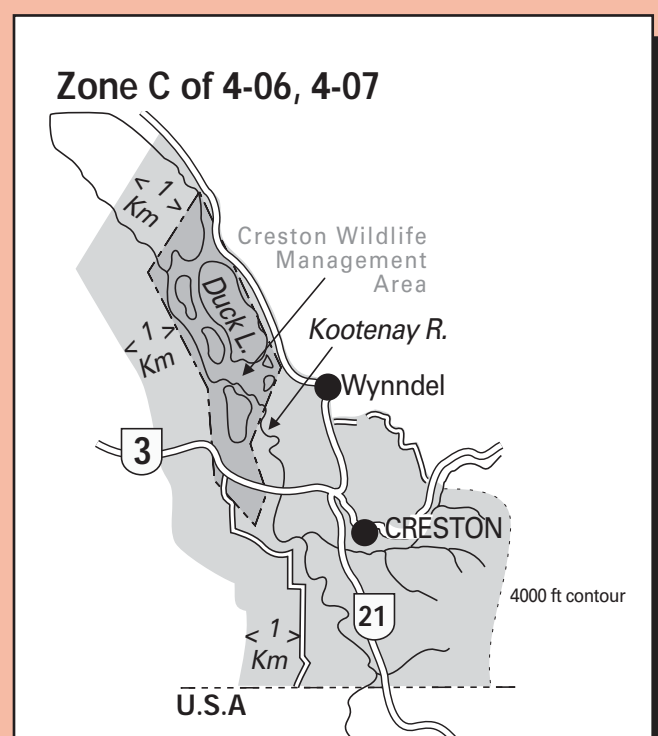 Zone C of 4-06, 4-07
< 1 >
Km
Creston Wildlife
Management
Area
Duck L.
Kootenay R.
< 1 >
Km
Wynndel
3
CRESTON
4000 ft contour
21
< 1 >
Km
U.S.A